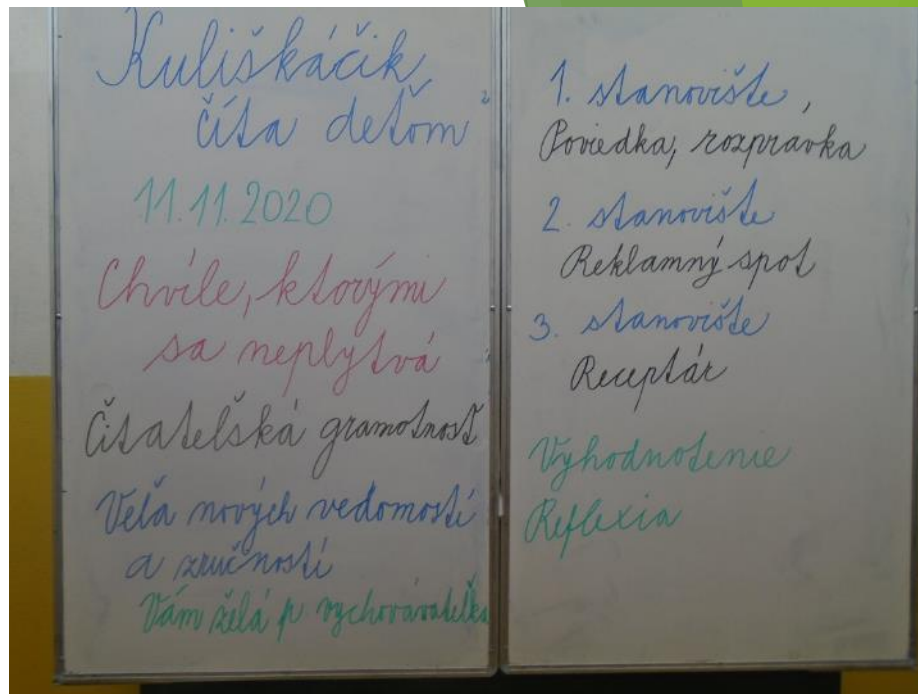 Kuliškáčik
číta deťom"
11.11.2020
Chvíle, ktorými
sa neplytvá
Čitateľská gramotnosť
Veľa nových vedomostí
a zručností
Vám želá p vychovávateľka
1. stanovište,
Poviedka, rozprávka
2. stanovište
Reklamný spot
3. stanovište
Receptár
Vyhodnotenie
Reflexia